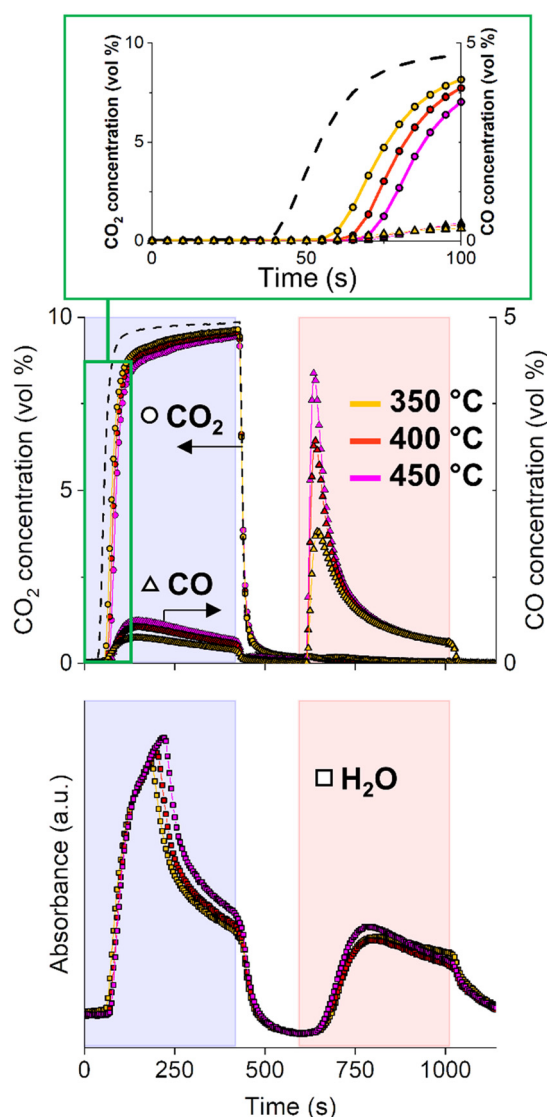 10
5
0
CO₂ concentration (vol %)
5
0
CO concentration (vol %)
0
50
100
Time (s)
10
5
0
CO₂ concentration (vol %)
5
0
CO concentration (vol %)
CO₂
CO
350 °C
400 °C
450 °C
Absorbance (a.u.)
H₂O
0
250
500
750
1000
Time (s)